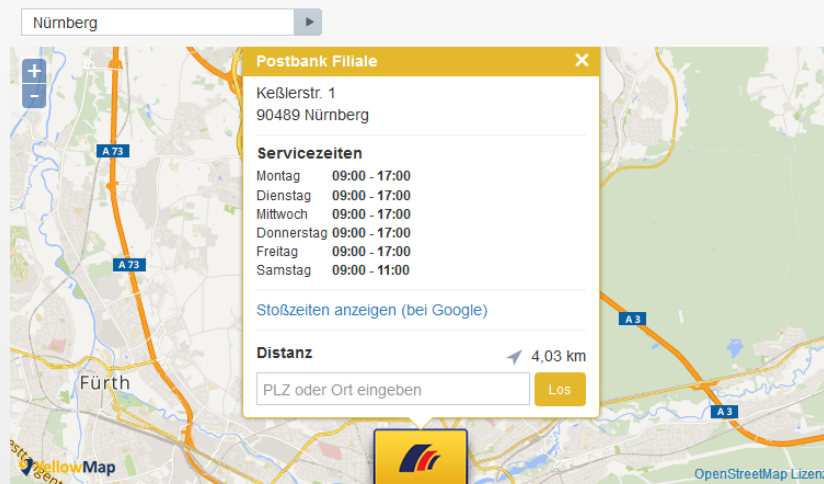 Nürnberg
+
-
Postbank Filiale
×
Keßlerstr. 1
90489 Nürnberg
Servicezeiten
Montag 09:00 - 17:00
Dienstag 09:00 - 17:00
Mittwoch 09:00 - 17:00
Donnerstag 09:00 - 17:00
Freitag 09:00 - 17:00
Samstag 09:00 - 11:00
Stoßzeiten anzeigen (bei Google)
Distanz 4,03 km
PLZ oder Ort eingeben Los
A 73
A 73
A 3
A 3
Fürth
YellowMap
OpenStreetMap Lizenz